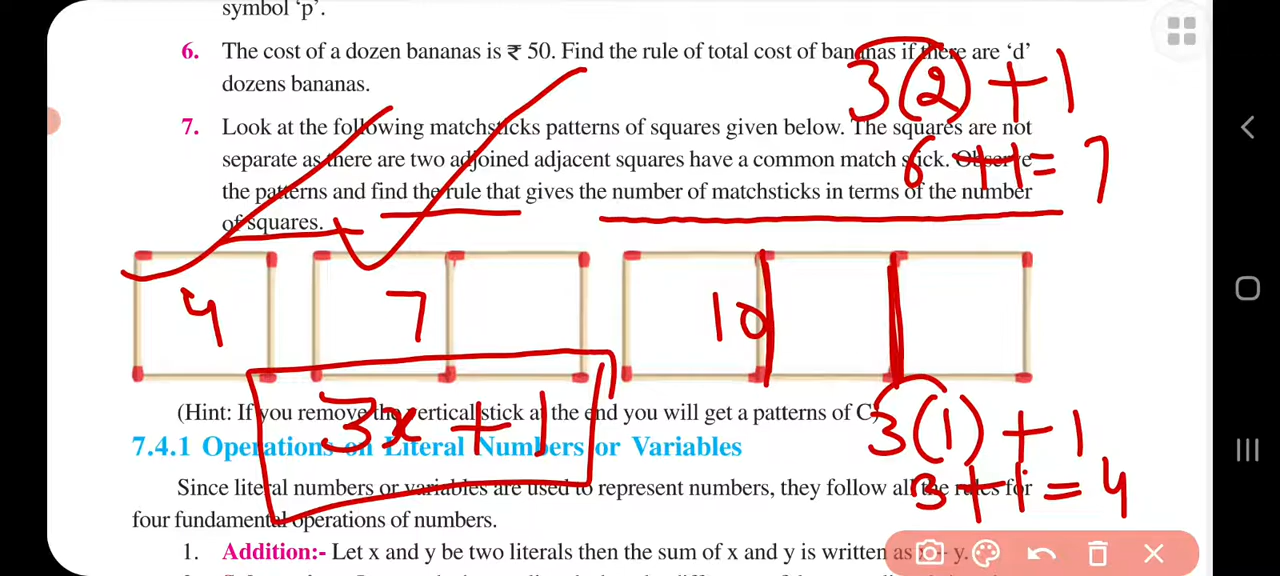 symbol ‘p’.
6. The cost of a dozen bananas is ₹ 50. Find the rule of total cost of bananas if there are ‘d’
dozens bananas.
3(2) + 1
7. Look at the following matchsticks patterns of squares given below. The squares are not
separate as there are two adjoined adjacent squares have a common match stick. Observe
6 + 1 = 7
the patterns and find the rule that gives the number of matchsticks in terms of the number
of squares.
4 7 10
(Hint: If you remove the vertical stick at the end you will get a patterns of C)
3x + 1
3(1) + 1
7.4.1 Operations on Literal Numbers or Variables
Since literal numbers or variables are used to represent numbers, they follow all the rules for
3 + 1 = 4
four fundamental operations of numbers.
1. Addition:- Let x and y be two literals then the sum of x and y is written as y.